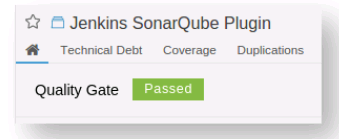 Jenkins SonarQube Plugin
Technical Debt Coverage Duplications
Quality Gate Passed